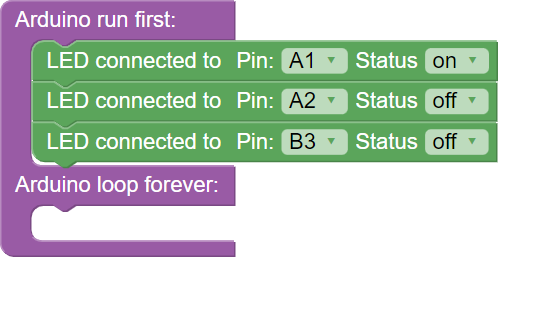 Arduino run first:
LED connected to Pin: A1 Status on
LED connected to Pin: A2 Status off
LED connected to Pin: B3 Status off
Arduino loop forever: